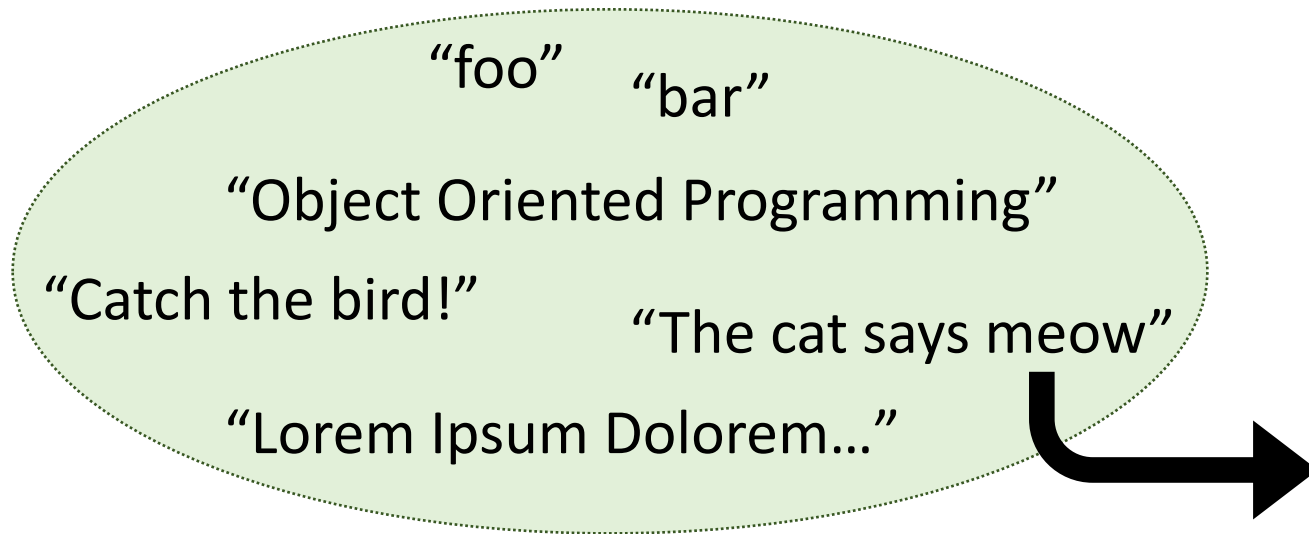 “foo”
“bar”
“Object Oriented Programming”
“Catch the bird!”
“The cat says meow”
“Lorem Ipsum Dolorem...”